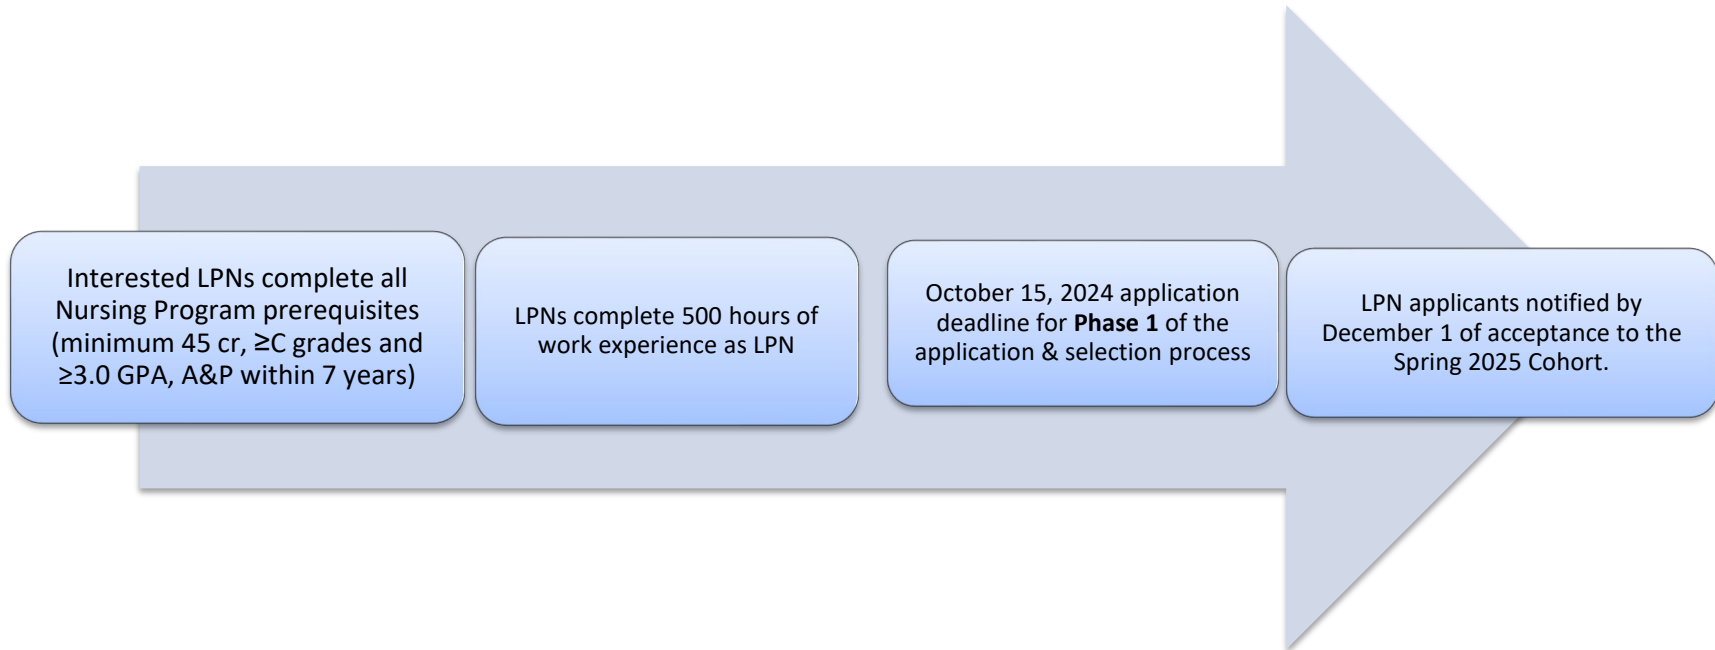 Interested LPNs complete all
Nursing Program prerequisites
(minimum 45 cr, ≥C grades and
≥3.0 GPA, A&P within 7 years)
LPNs complete 500 hours of
work experience as LPN
October 15, 2024 application
deadline for Phase 1 of the
application & selection process
LPN applicants notified by
December 1 of acceptance to the
Spring 2025 Cohort.